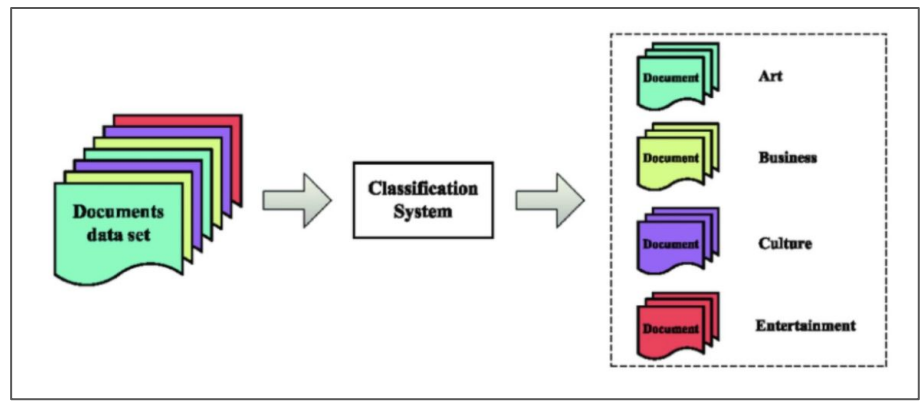 Documents
data set
Classification
System
Document Art
Document Business
Document Culture
Document Entertainment